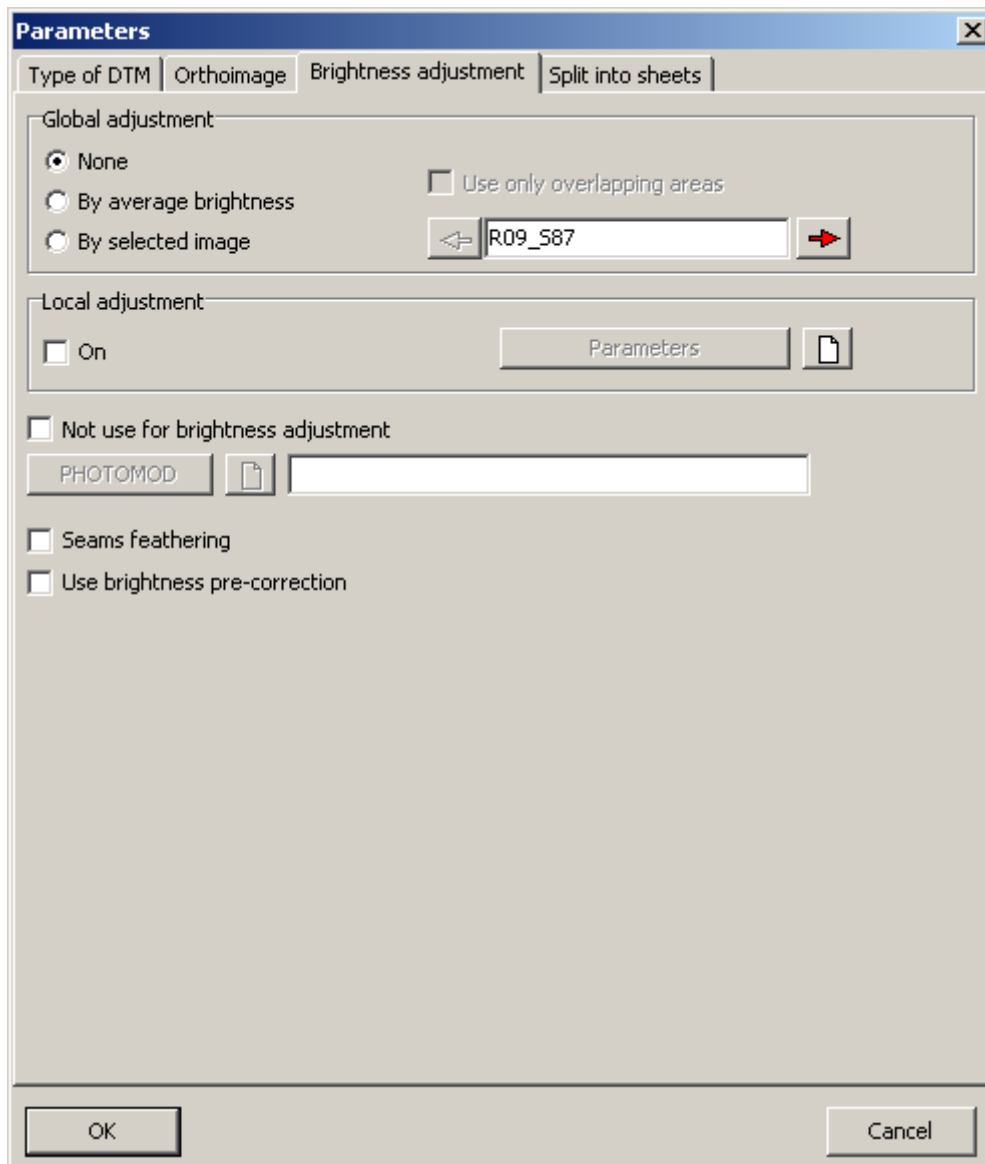 Parameters
Type of DTM Orthoimage Brightness adjustment Split into sheets
Global adjustment
None
Use only overlapping areas
By average brightness
By selected image
R09_S87
Local adjustment
On
Parameters
Not use for brightness adjustment
PHOTOMOD
Seams feathering
Use brightness pre-correction
OK
Cancel